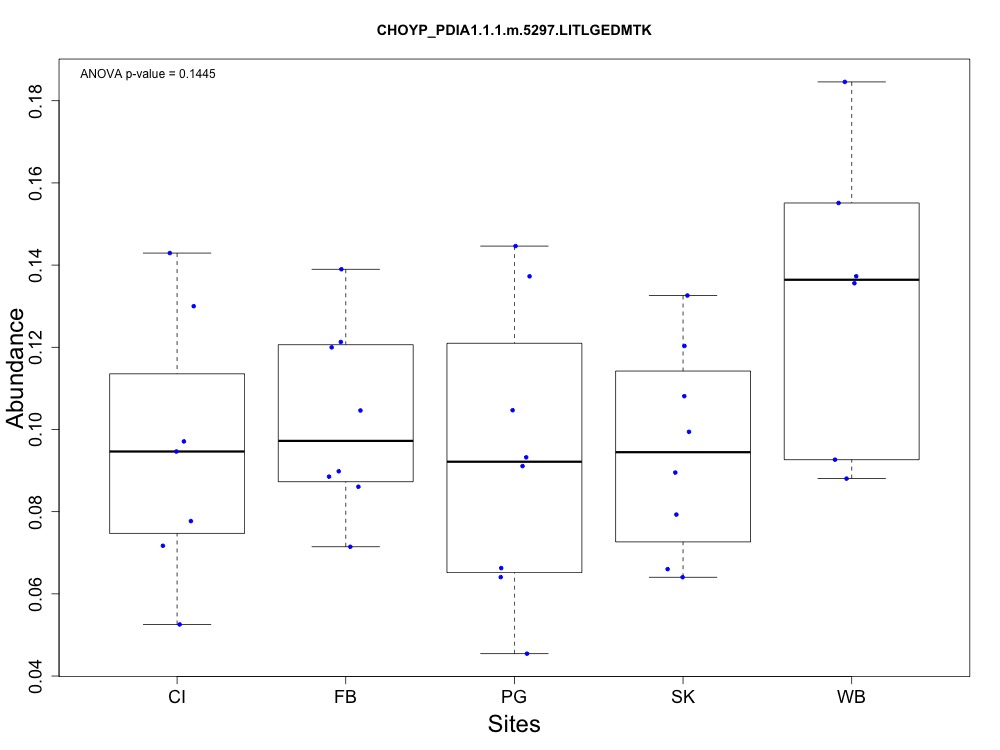 CHOYP_PDIA1.1.1.m.5297.LITLGEDMTK
ANOVA p-value = 0.1445
0.18
0.16
0.14
0.12
0.10
0.08
0.06
0.04
Abundance
CI FB PG SK WB
Sites